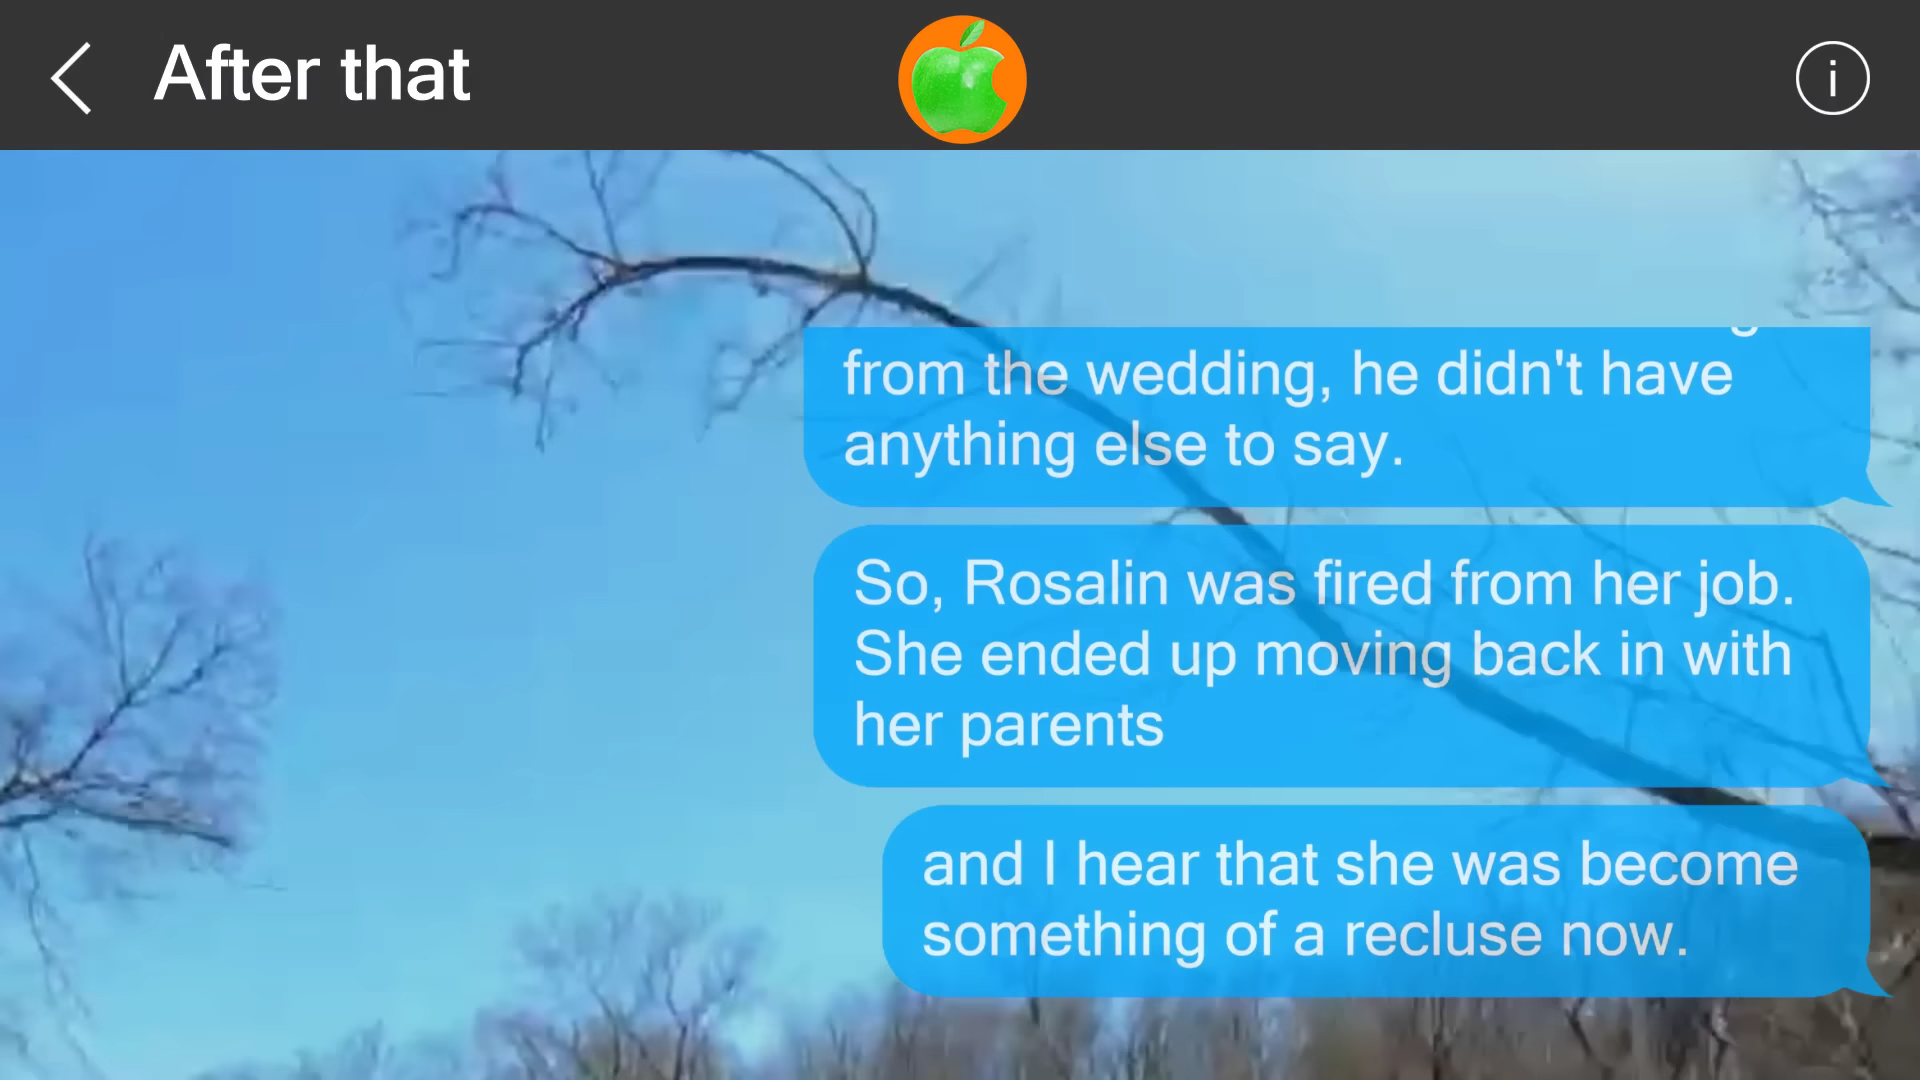 After that
from the wedding, he didn't have
anything else to say.
So, Rosalin was fired from her job.
She ended up moving back in with
her parents
and I hear that she was become
something of a recluse now.